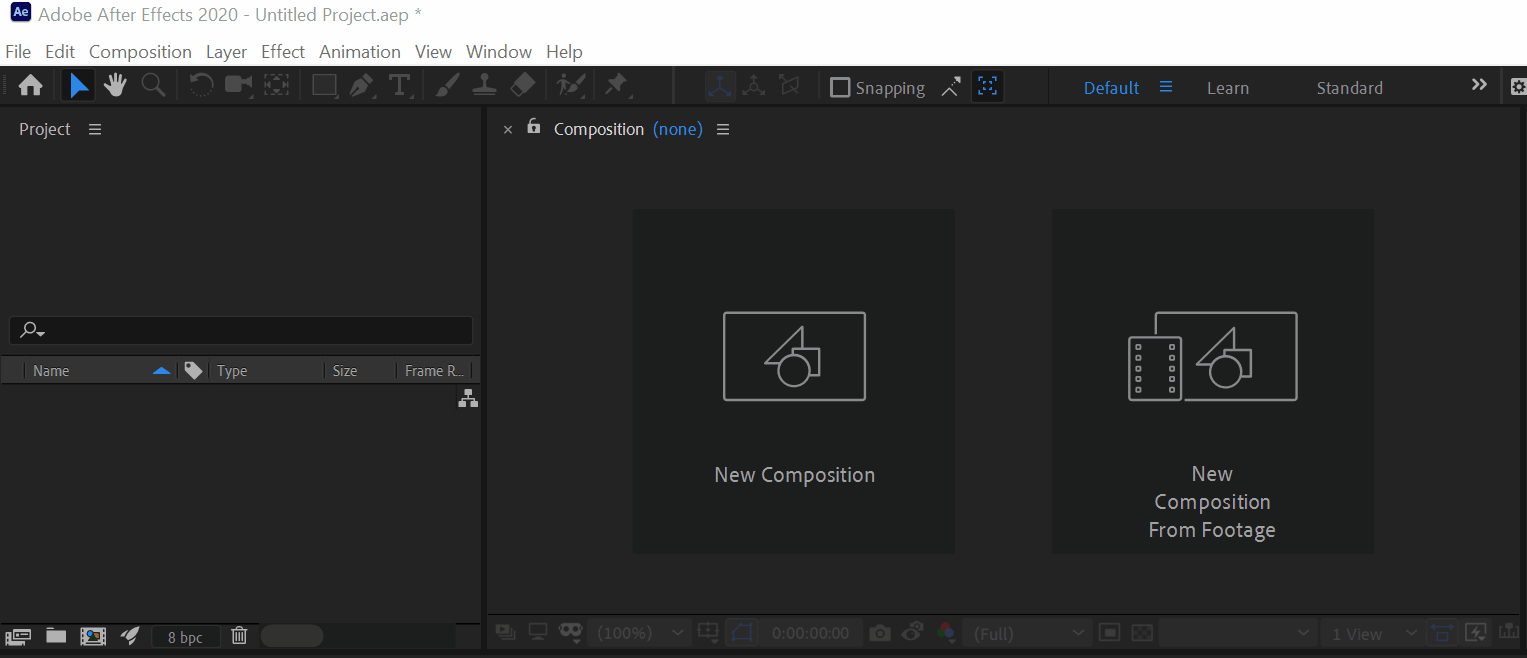 Ae Adobe After Effects 2020 - Untitled Project.aep *
File Edit Composition Layer Effect Animation View Window Help
T Snapping Default Learn Standard
Project
× Composition (none)
Name Type Size Frame R...
New Composition
New
Composition
From Footage
8 bpc
(100%) 0:00:00:00 (Full) 1 View